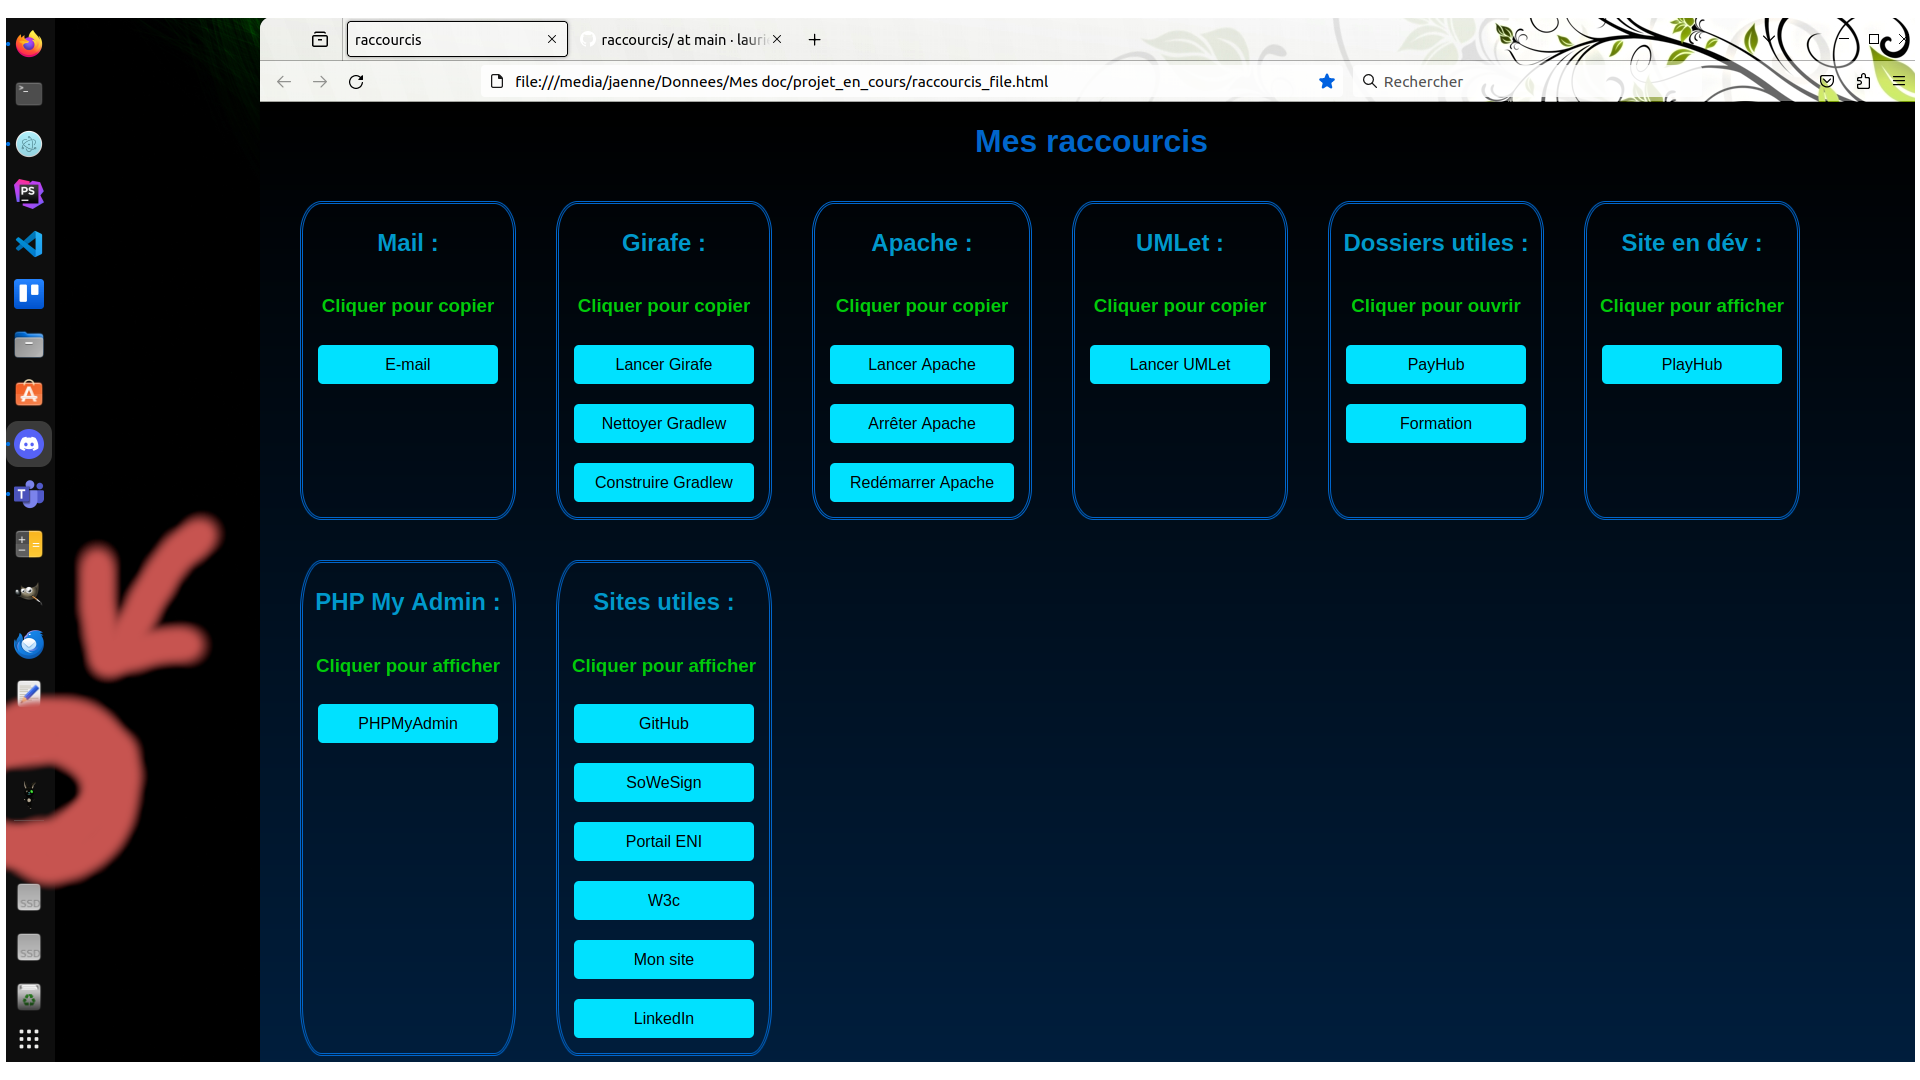 raccourcis
raccourcis/ at main · lauri
file:///media/jaenne/Donnees/Mes doc/projet_en_cours/raccourcis_file.html
Rechercher
Mes raccourcis
Mail :
Cliquer pour copier
E-mail
Girafe :
Cliquer pour copier
Lancer Girafe
Nettoyer Gradlew
Construire Gradlew
Apache :
Cliquer pour copier
Lancer Apache
Arrêter Apache
Redémarrer Apache
UMLet :
Cliquer pour copier
Lancer UMLet
Dossiers utiles :
Cliquer pour ouvrir
PayHub
Formation
Site en dév :
Cliquer pour afficher
PlayHub
PHP My Admin :
Cliquer pour afficher
PHPMyAdmin
Sites utiles :
Cliquer pour afficher
GitHub
SoWeSign
Portail ENI
W3c
Mon site
LinkedIn
PS
T
SSD
SSD